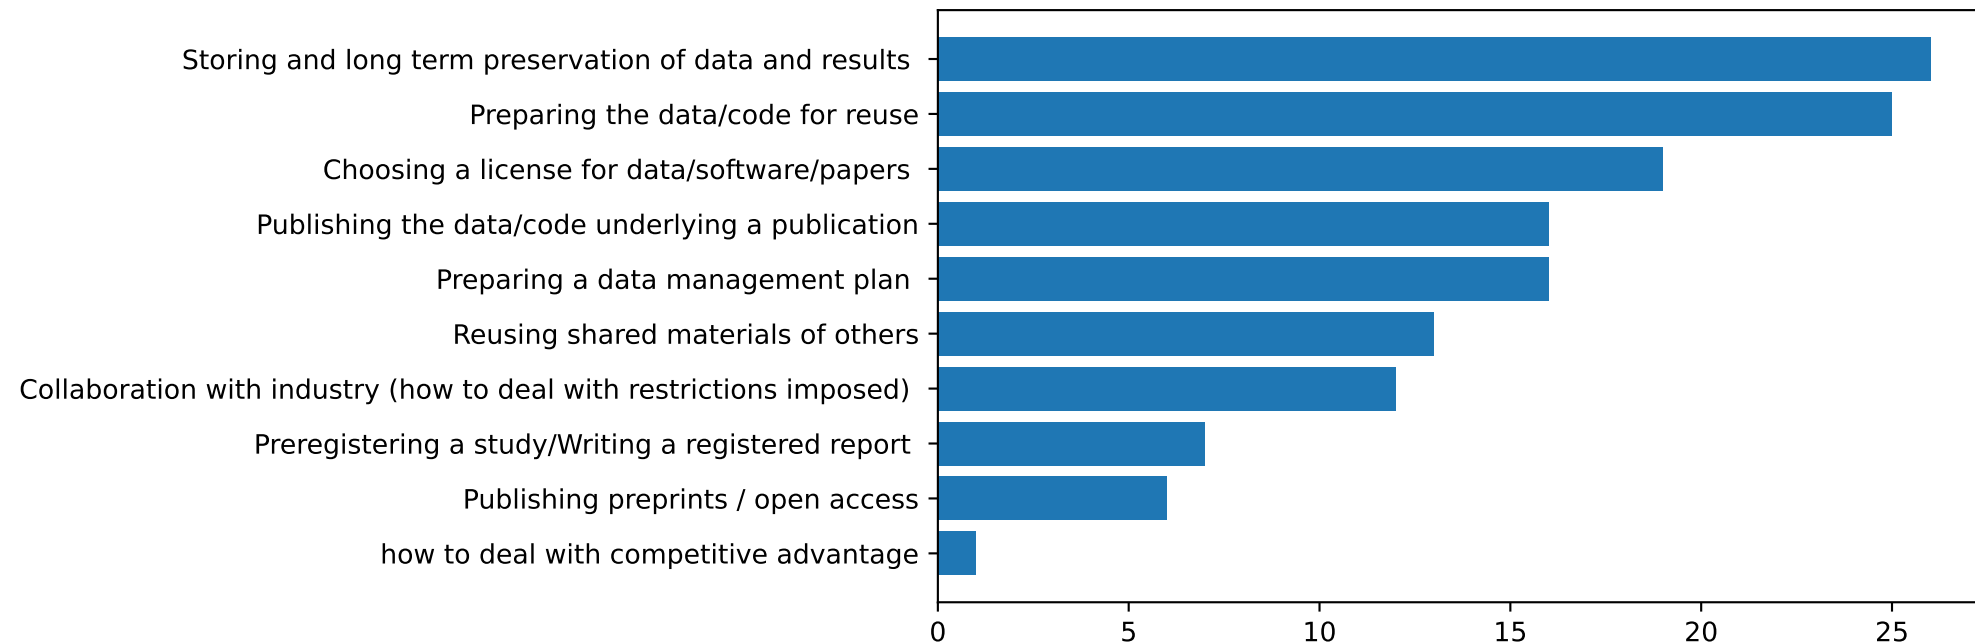 Storing and long term preservation of data and results
Preparing the data/code for reuse
Choosing a license for data/software/papers
Publishing the data/code underlying a publication
Preparing a data management plan
Reusing shared materials of others
Collaboration with industry (how to deal with restrictions imposed)
Preregistering a study/Writing a registered report
Publishing preprints / open access
how to deal with competitive advantage
0 5 10 15 20 25